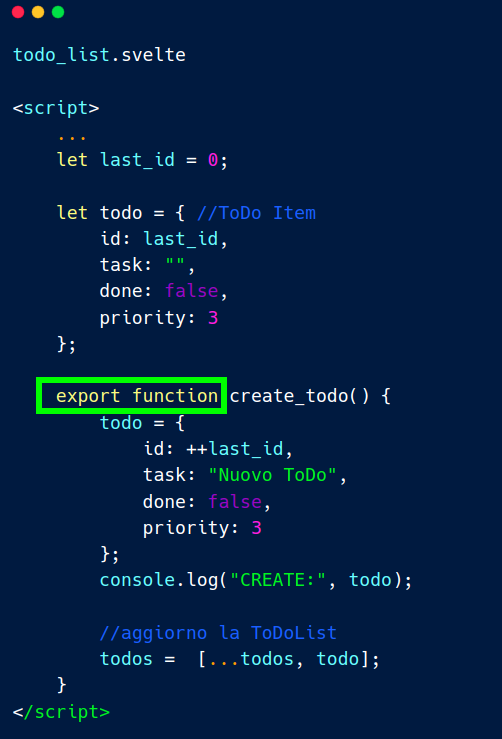 todo_list.svelte
<script>
...
let last_id = 0;
let todo = { //ToDo Item
id: last_id,
task: "",
done: false,
priority: 3
};
export function create_todo() {
todo = {
id: ++last_id,
task: "Nuovo ToDo",
done: false,
priority: 3
};
console.log("CREATE:", todo);
//aggiorno la ToDoList
todos =  [...todos, todo];
}
</script>